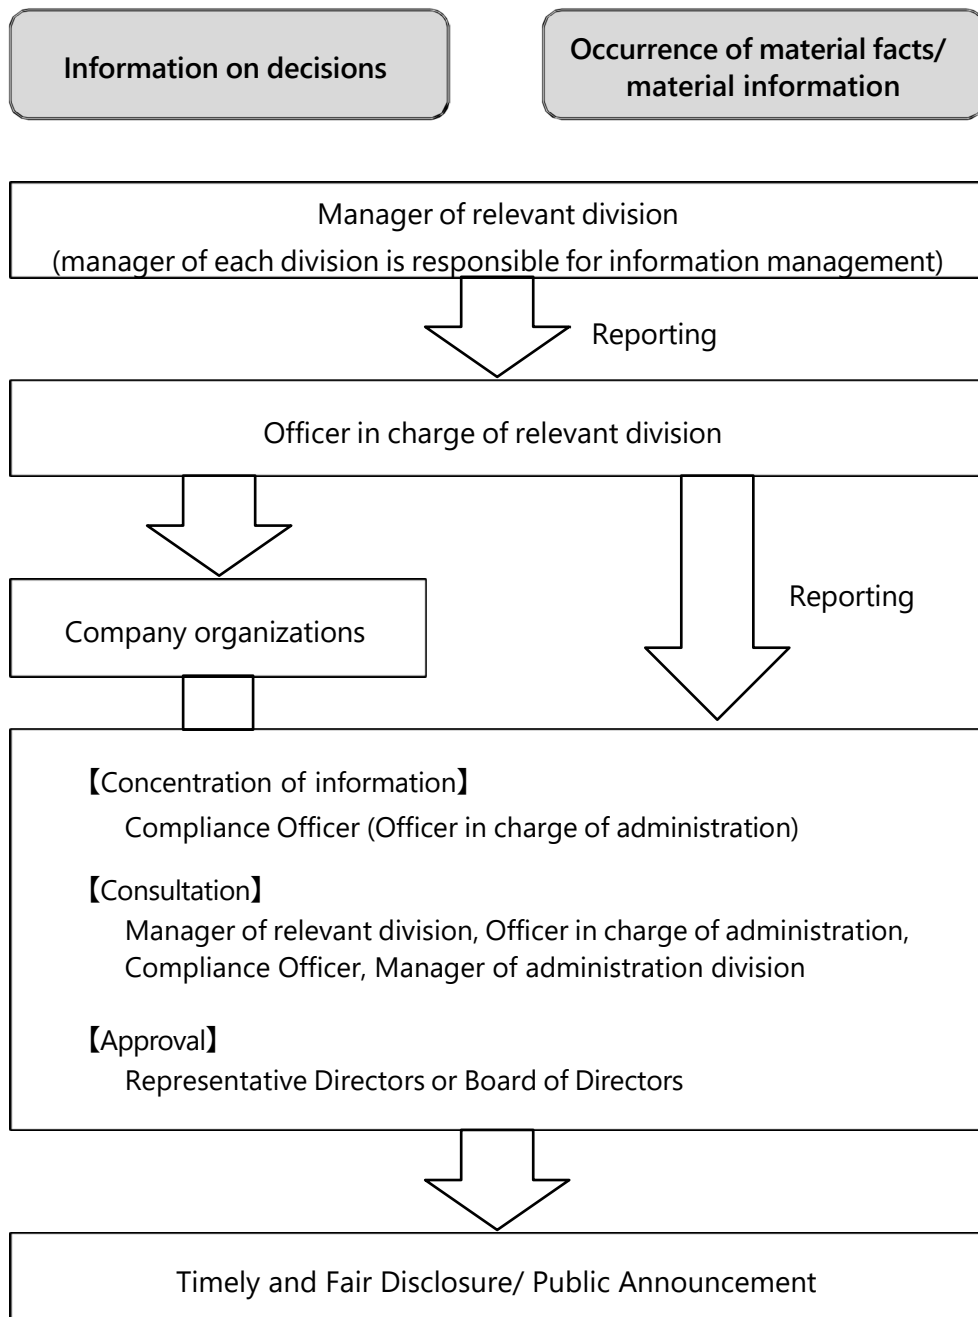 Information on decisions
Occurrence of material facts/
material information
Manager of relevant division
(manager of each division is responsible for information management)
Reporting
Officer in charge of relevant division
Reporting
Company organizations
【Concentration of information】
Compliance Officer (Officer in charge of administration)
【Consultation】
Manager of relevant division, Officer in charge of administration,
Compliance Officer, Manager of administration division
【Approval】
Representative Directors or Board of Directors
Timely and Fair Disclosure/ Public Announcement